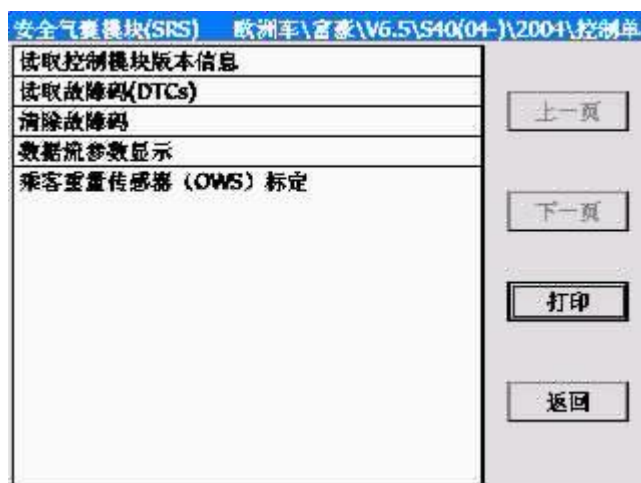 安全气囊模块(SRS) 欧洲车\富豪\V6.5\S40(04-)\2004\控制单
读取控制模块版本信息
读取故障码(DTCs)
清除故障码
数据流参数显示
乘客重量传感器（OWS）标定
上一页
下一页
打印
返回